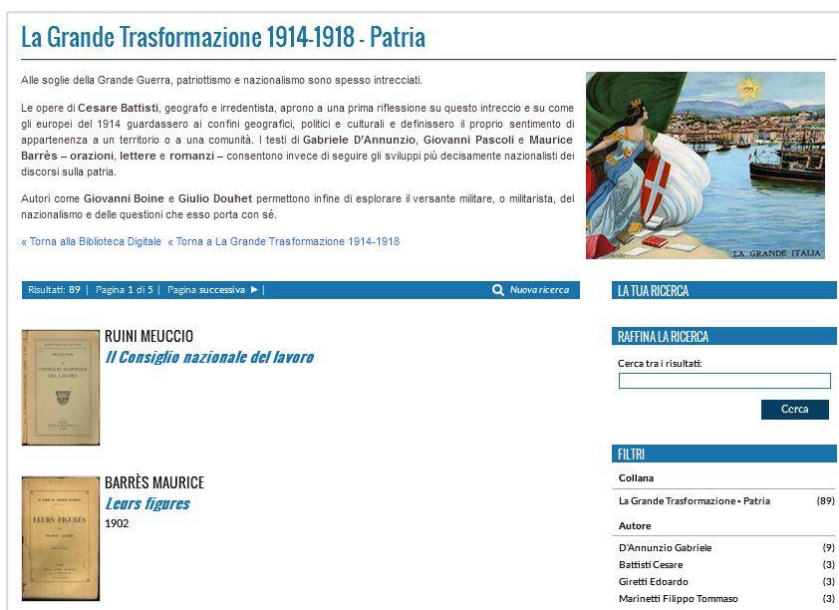 La Grande Trasformazione 1914-1918 - Patria
Alle soglie della Grande Guerra, patriottismo e nazionalismo sono spesso intrecciati.
Le opere di Cesare Battisti, geografo e irredentista, aprono a una prima riflessione su questo intreccio e su come
gli europei del 1914 guardassero ai confini geografici, politici e culturali e definissero il proprio sentimento di
appartenenza a un territorio o a una comunità. I testi di Gabriele D'Annunzio, Giovanni Pascoli e Maurice
Barrès – orazioni, lettere e romanzi – consentono invece di seguire gli sviluppi più decisamente nazionalisti dei
discorsi sulla patria.
Autori come Giovanni Boine e Giulio Douhet permettono infine di esplorare il versante militare, o militarista, del
nazionalismo e delle questioni che esso porta con sé.
« Torna alla Biblioteca Digitale « Torna a La Grande Trasformazione 1914-1918
LA GRANDE ITALIA
Risultati: 89 | Pagina 1 di 5 | Pagina successiva ► |
Nuova ricerca
RUINI MEUCCIO
Il Consiglio nazionale del lavoro
CONSIGLIO NAZIONALE
DEL LAVORO
BARRÈS MAURICE
Leurs figures
1902
LEURS FIGURES
LA TUA RICERCA
RAFFINA LA RICERCA
Cerca tra i risultati:
Cerca
FILTRI
Collana
La Grande Trasformazione - Patria (89)
Autore
D'Annunzio Gabriele (9)
Battisti Cesare (3)
Giretti Edoardo (3)
Marinetti Filippo Tommaso (3)